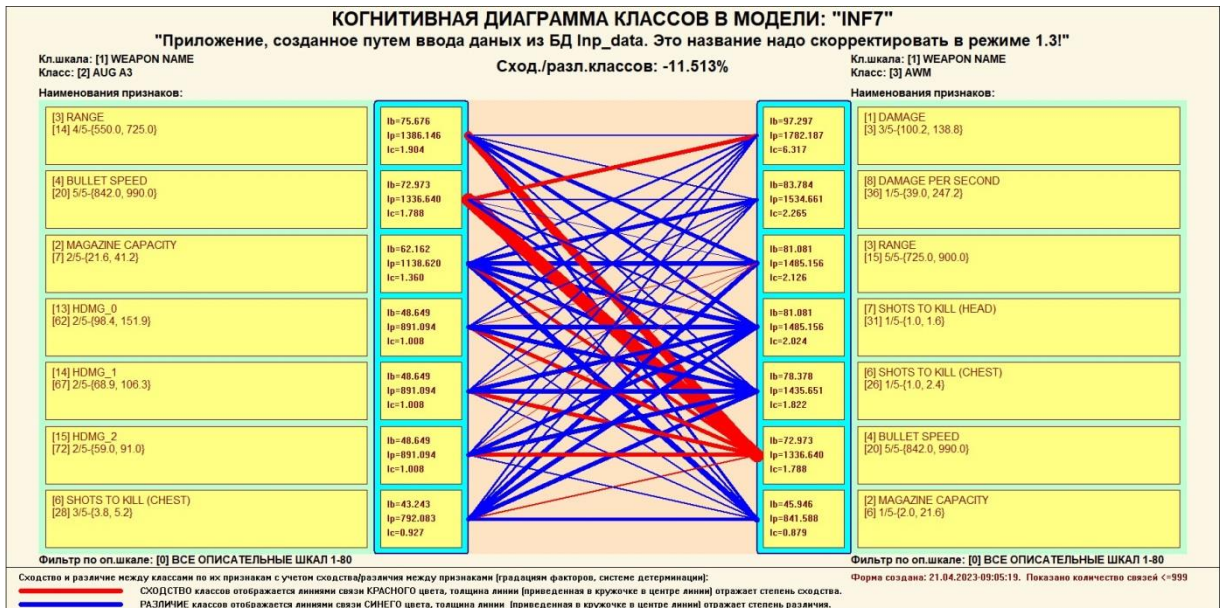 КОГНИТИВНАЯ ДИАГРАММА КЛАССОВ В МОДЕЛИ: "INF7"
"Приложение, созданное путем ввода даных из БД Inp_data. Это название надо скорректировать в режиме 1.3!"
Кл.шкала: [1] WEAPON NAME
Класс: [2] AUG A3
Сход./разл.классов: -11.513%
Кл.шкала: [1] WEAPON NAME
Класс: [3] AWM
Наименования признаков:
Наименования признаков:
[3] RANGE
[14] 4/5-{550.0, 725.0}
Ib=75.676
Ip=1386.146
Ic=1.904
Ib=97.297
Ip=1782.187
Ic=6.317
[1] DAMAGE
[3] 3/5-{100.2, 138.8}
[4] BULLET SPEED
[20] 5/5-{842.0, 990.0}
Ib=72.973
Ip=1336.640
Ic=1.788
Ib=83.784
Ip=1534.661
Ic=2.265
[8] DAMAGE PER SECOND
[36] 1/5-{39.0, 247.2}
[2] MAGAZINE CAPACITY
[7] 2/5-{21.6, 41.2}
Ib=62.162
Ip=1138.620
Ic=1.360
Ib=81.081
Ip=1485.156
Ic=2.126
[3] RANGE
[15] 5/5-{725.0, 900.0}
[13] HDMG_0
[62] 2/5-{98.4, 151.9}
Ib=48.649
Ip=891.094
Ic=1.008
Ib=81.081
Ip=1485.156
Ic=2.024
[7] SHOTS TO KILL (HEAD)
[31] 1/5-{1.0, 1.6}
[14] HDMG_1
[67] 2/5-{68.9, 106.3}
Ib=48.649
Ip=891.094
Ic=1.008
Ib=78.378
Ip=1435.651
Ic=1.822
[6] SHOTS TO KILL (CHEST)
[26] 1/5-{1.0, 2.4}
[15] HDMG_2
[72] 2/5-{59.0, 91.0}
Ib=48.649
Ip=891.094
Ic=1.008
Ib=72.973
Ip=1336.640
Ic=1.788
[4] BULLET SPEED
[20] 5/5-{842.0, 990.0}
[6] SHOTS TO KILL (CHEST)
[28] 3/5-{3.8, 5.2}
Ib=43.243
Ip=792.083
Ic=0.927
Ib=45.946
Ip=841.588
Ic=0.879
[2] MAGAZINE CAPACITY
[6] 1/5-{2.0, 21.6}
Фильтр по оп.шкале: [0] ВСЕ ОПИСАТЕЛЬНЫЕ ШКАЛ 1-80
Фильтр по оп.шкале: [0] ВСЕ ОПИСАТЕЛЬНЫЕ ШКАЛ 1-80
Сходство и различие между классами по их признакам с учетом сходства/различия между признаками (градациям факторов, системе детерминации):
Форма создана: 21.04.2023-09:05:19. Показано количество связей <=999
СХОДСТВО классов отображается линиями связи КРАСНОГО цвета, толщина линии (приведенная в кружочке в центре линии) отражает степень сходства.
РАЗЛИЧИЕ классов отображается линиями связи СИНЕГО цвета, толщина линии (приведенная в кружочке в центре линии) отражает степень различия.